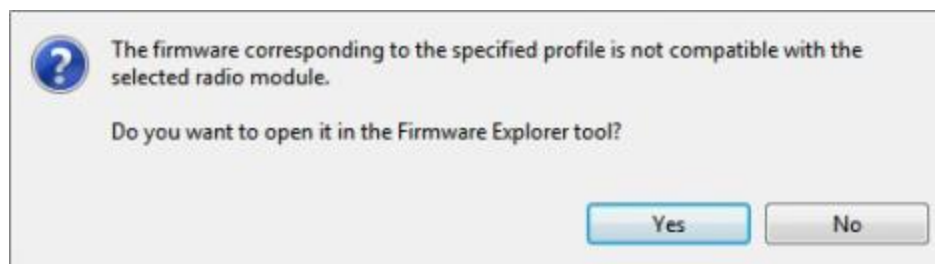 The firmware corresponding to the specified profile is not compatible with the
selected radio module.
Do you want to open it in the Firmware Explorer tool?
Yes No